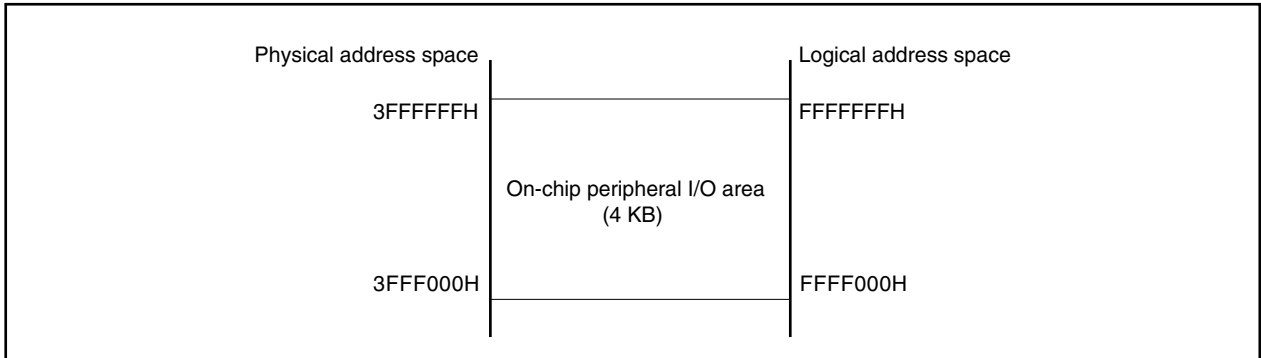 Physical address space
Logical address space
3FFFFFFH
FFFFFFFH
On-chip peripheral I/O area
(4 KB)
3FFF000H
FFFF000H